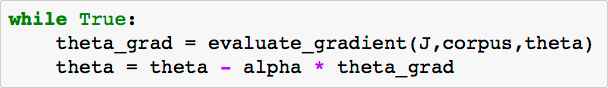 while True:
    theta_grad = evaluate_gradient(J,corpus,theta)
    theta = theta - alpha * theta_grad